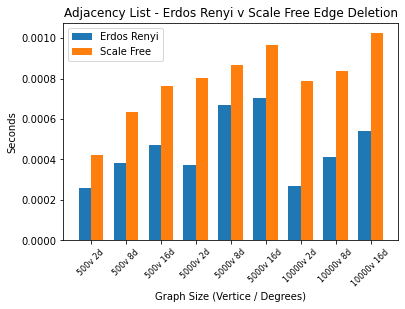 Adjacency List - Erdos Renyi v Scale Free Edge Deletion
Erdos Renyi
Scale Free
Seconds
0.0010
0.0008
0.0006
0.0004
0.0002
0.0000
500v 2d
500v 8d
500v 16d
5000v 2d
5000v 8d
5000v 16d
10000v 2d
10000v 8d
10000v 16d
Graph Size (Vertice / Degrees)